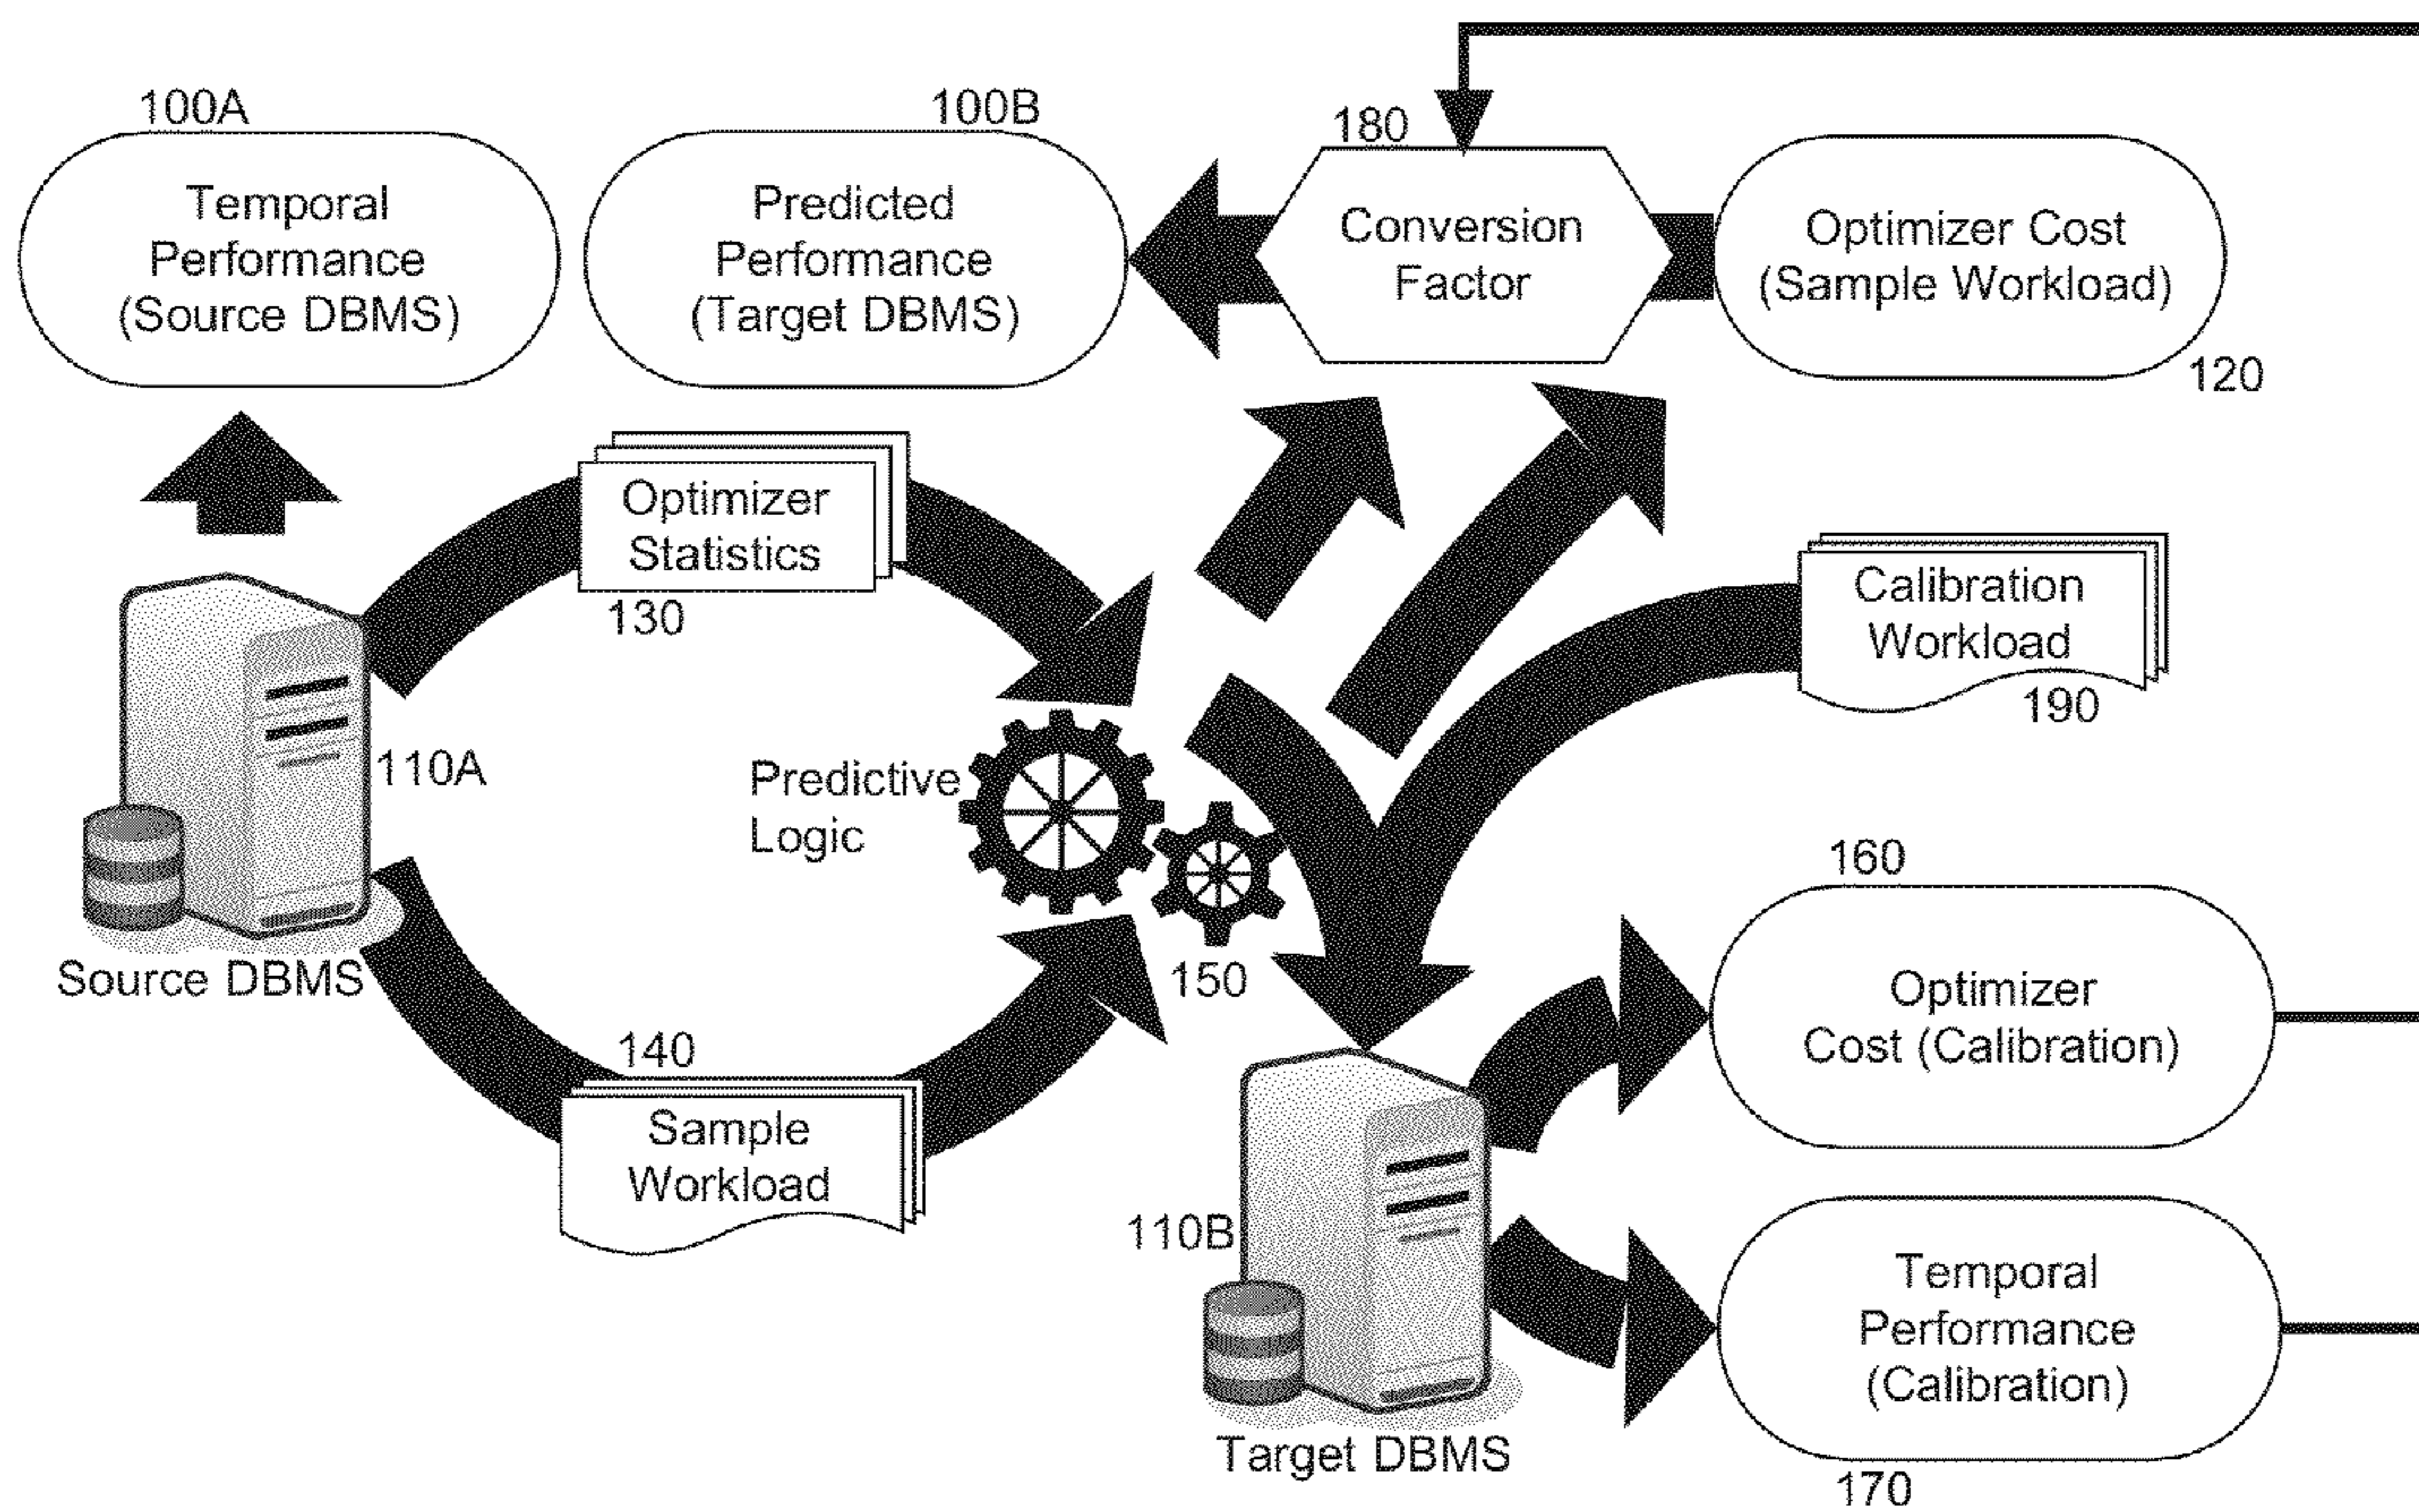 100A
Temporal
Performance
(Source DBMS)
100B
Predicted
Performance
(Target DBMS)
180
Conversion
Factor
Optimizer Cost
(Sample Workload)
120
Optimizer
Statistics
130
Calibration
Workload
190
110A
Source DBMS
Predictive
Logic
150
140
Sample
Workload
160
Optimizer
Cost (Calibration)
110B
Target DBMS
Temporal
Performance
(Calibration)
170